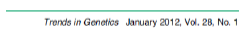 Trends in Genetics January 2012, Vol. 28, No. 1